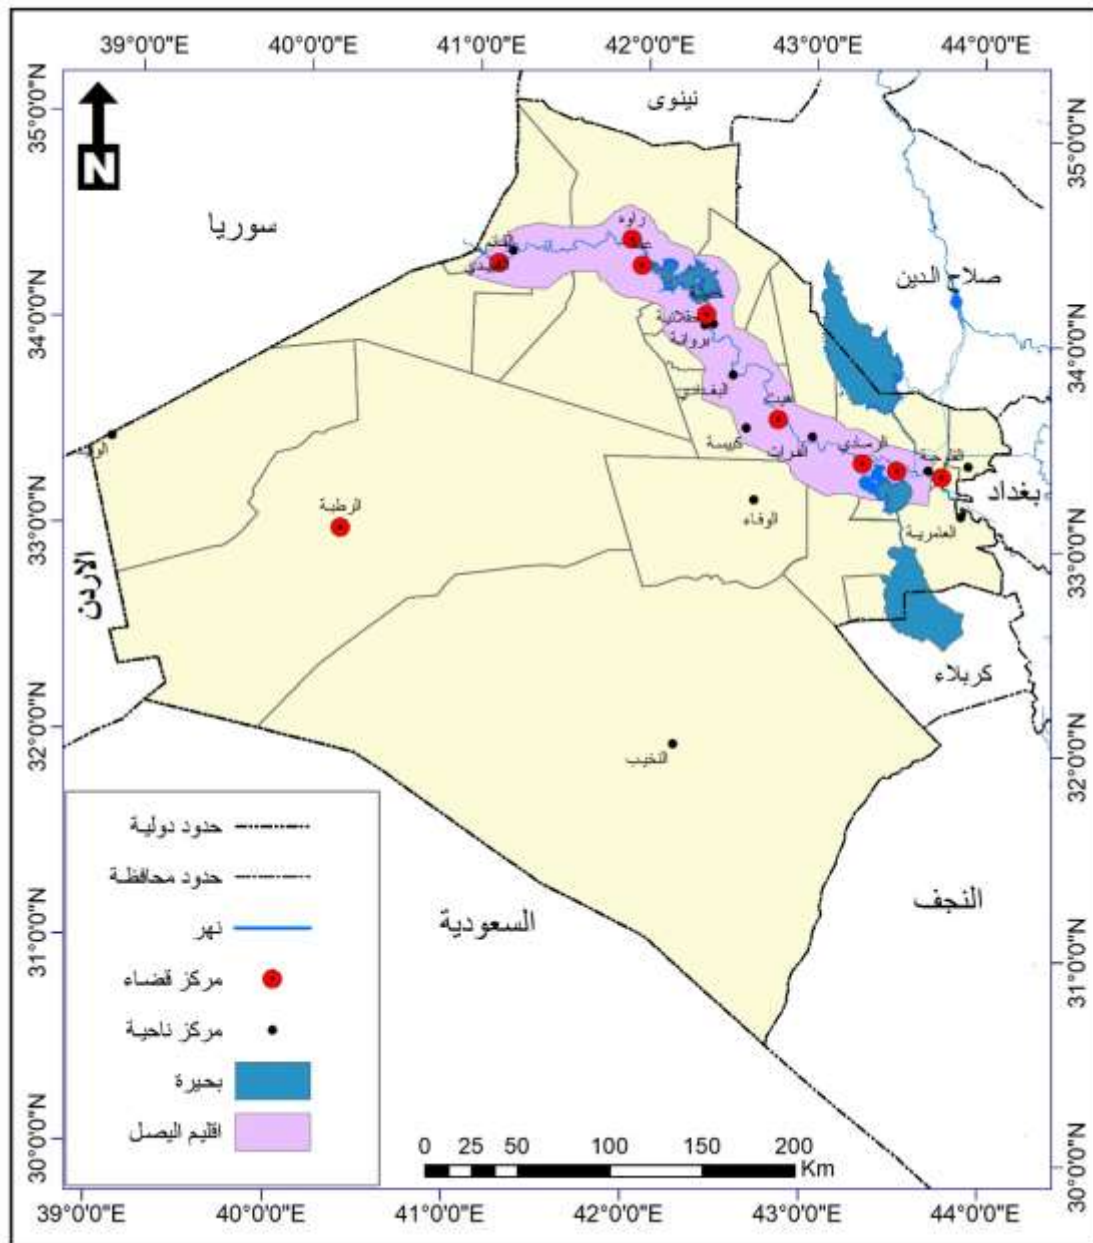 39°0'0"E 40°0'0"E 41°0'0"E 42°0'0"E 43°0'0"E 44°0'0"E
35°0'0"N
35°0'0"N
34°0'0"N
34°0'0"N
33°0'0"N
33°0'0"N
32°0'0"N
32°0'0"N
31°0'0"N
31°0'0"N
30°0'0"N
30°0'0"N
N
نينوى
سوريا
صلاح الدين
راوه
القائم
حقلانية
بروانة
البغدادي
هيت
كبيسة
الفرات
الرمادي
بغداد
الرطبة
الوفاء
العامرية
الاردن
كربلاء
النخيب
السعودية
النجف
حدود دولية
حدود محافظة
نهر
مركز قضاء
مركز ناحية
بحيرة
اقليم اليصل
0 25 50 100 150 200
Km
39°0'0"E 40°0'0"E 41°0'0"E 42°0'0"E 43°0'0"E 44°0'0"E